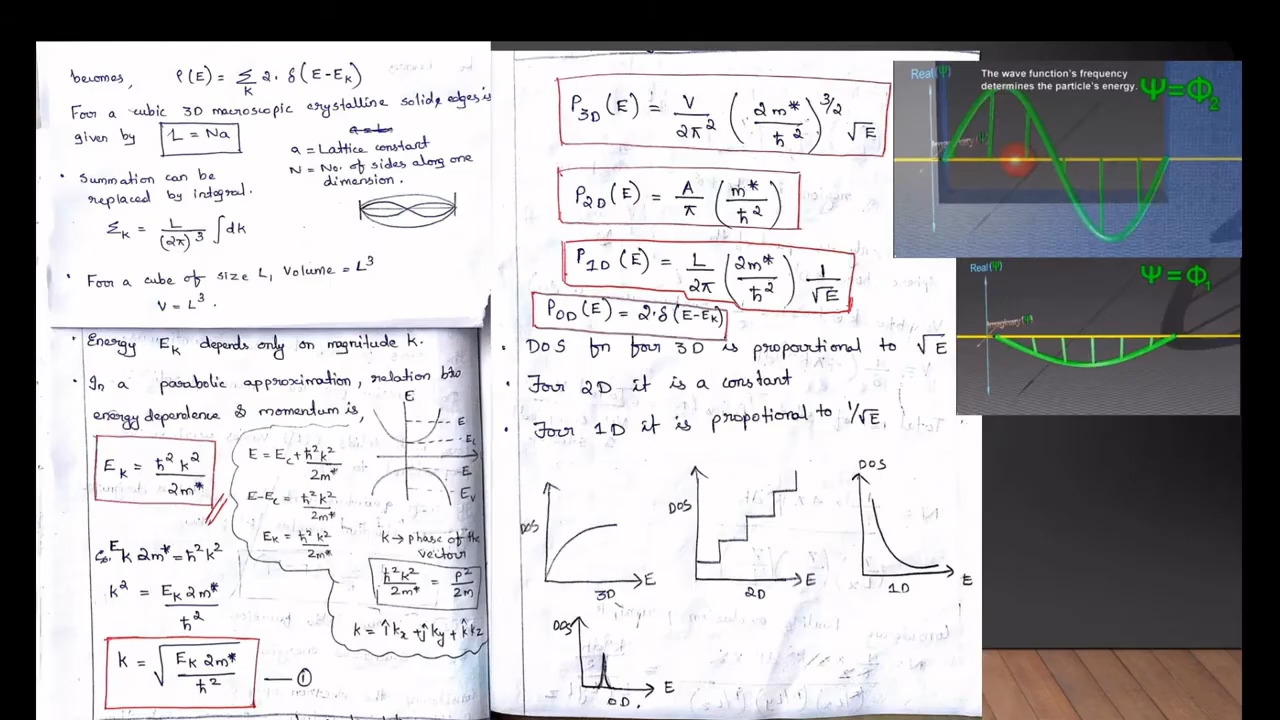 becomes, ρ(E) = Σ_k 2. δ(E-E_k)
For a cubic 3D macroscopic crystalline solid edges is
given by L = Na
a = Lattice constant
N = No. of sides along one
dimension.
• Summation can be
replaced by integral.
Σ_k = L/(2π)³ ∫dk
• For a cube of size L, Volume = L³
V = L³.
• Energy E_k depends only on magnitude k.
• In a parabolic approximation, relation b/w
energy dependence & momentum is,
E_k = ħ²k²/2m*
E = E_c + ħ²k²/2m*
E-E_c = ħ²k²/2m*
E_k = ħ²k²/2m*
E
E
E_c
E
E_v
k → phase of the
vector
ħ²k²/2m* = P²/2m
k = îk_x + ĵk_y + k̂k_z
E_k 2m* = ħ²k²
k² = E_k 2m*/ħ²
k = √(E_k 2m*/ħ²) — ①
ρ_3D(E) = V/2π² (2m*/ħ²)^3/2 √E
ρ_2D(E) = A/π (m*/ħ²)
ρ_1D(E) = L/2π (2m*/ħ²) 1/√E
ρ_0D(E) = 2.δ(E-E_k)
• DOS fn for 3D is proportional to √E
• For 2D it is a constant
• For 1D it is propotional to 1/√E
DOS
E
3D
DOS
E
2D
DOS
E
1D
DOS
E
0D.
Real(Ψ)
The wave function's frequency
determines the particle's energy.
Ψ=Φ₂
Real(Ψ)
Imaginary(Ψ)
Ψ=Φ₁